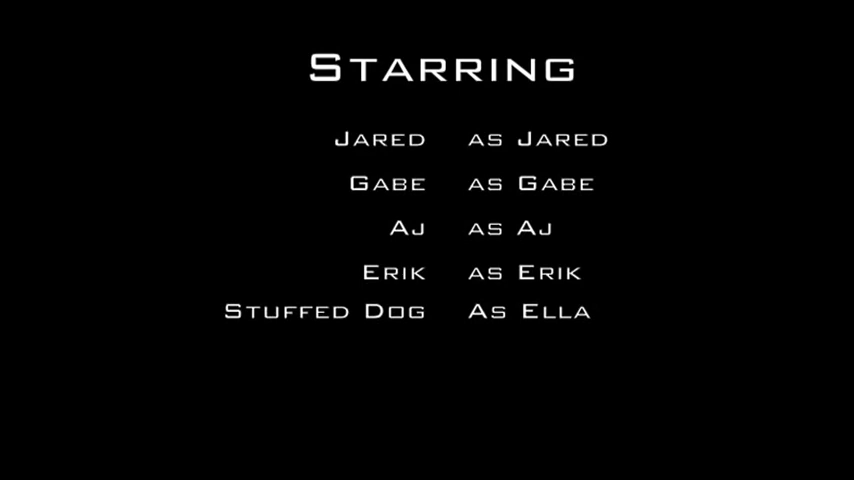 Starring
Jared as Jared
Gabe as Gabe
Aj as Aj
Erik as Erik
Stuffed Dog As Ella